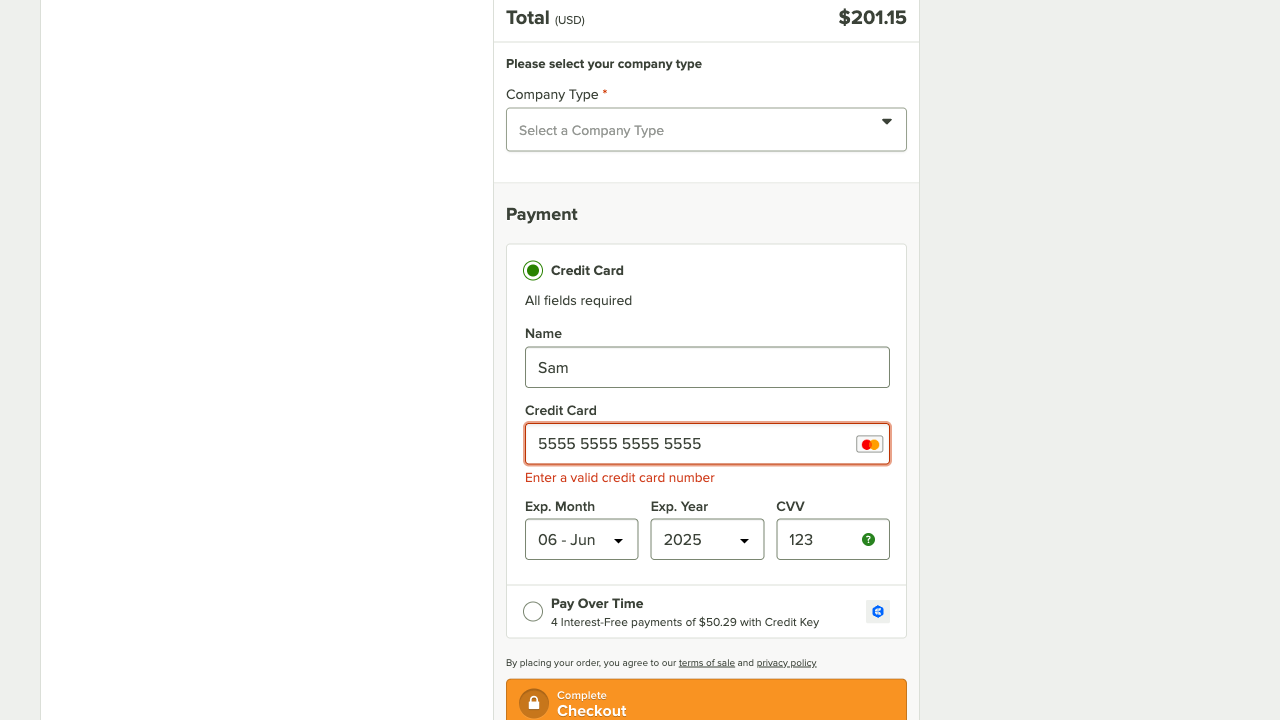 Total (USD) $201.15
Please select your company type
Company Type *
Select a Company Type
Payment
Credit Card
All fields required
Name
Sam
Credit Card
5555 5555 5555 5555
Enter a valid credit card number
Exp. Month Exp. Year CVV
06 - Jun 2025 123 ?
Pay Over Time
4 Interest-Free payments of $50.29 with Credit Key
By placing your order, you agree to our terms of sale and privacy policy
Complete
Checkout